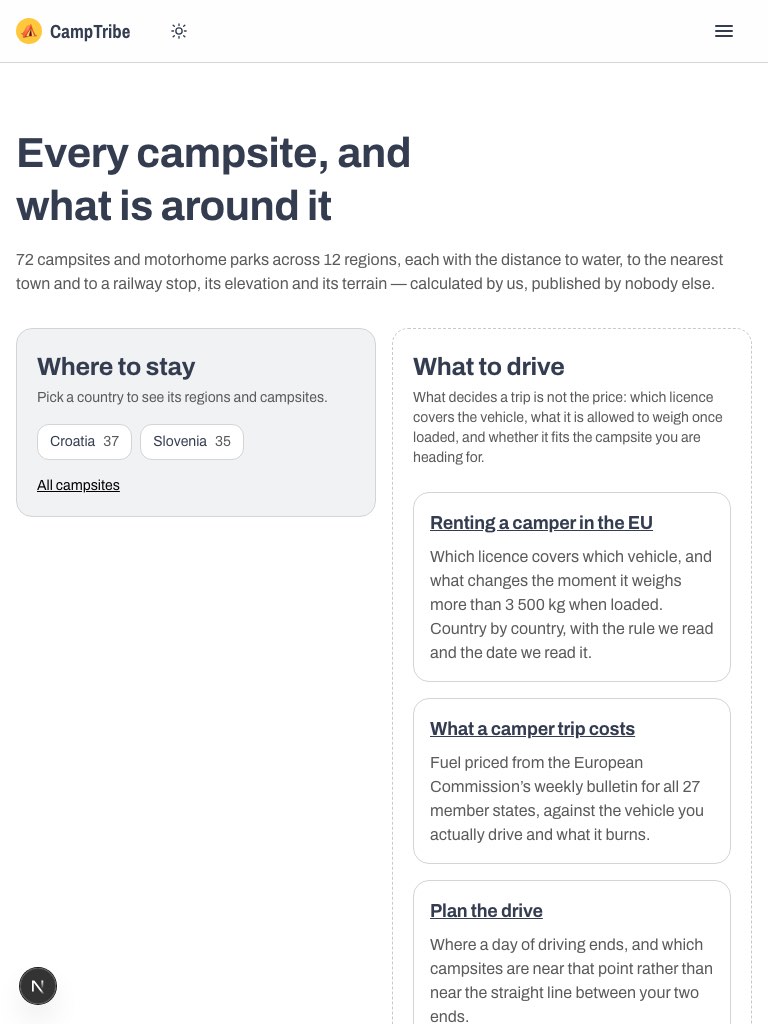 CampTribe
Every campsite, and
what is around it
72 campsites and motorhome parks across 12 regions, each with the distance to water, to the nearest
town and to a railway stop, its elevation and its terrain — calculated by us, published by nobody else.
Where to stay
Pick a country to see its regions and campsites.
Croatia 37 Slovenia 35
All campsites
What to drive
What decides a trip is not the price: which licence
covers the vehicle, what it is allowed to weigh once
loaded, and whether it fits the campsite you are
heading for.
Renting a camper in the EU
Which licence covers which vehicle, and
what changes the moment it weighs
more than 3 500 kg when loaded.
Country by country, with the rule we read
and the date we read it.
What a camper trip costs
Fuel priced from the European
Commission’s weekly bulletin for all 27
member states, against the vehicle you
actually drive and what it burns.
Plan the drive
Where a day of driving ends, and which
campsites are near that point rather than
near the straight line between your two
ends.
N